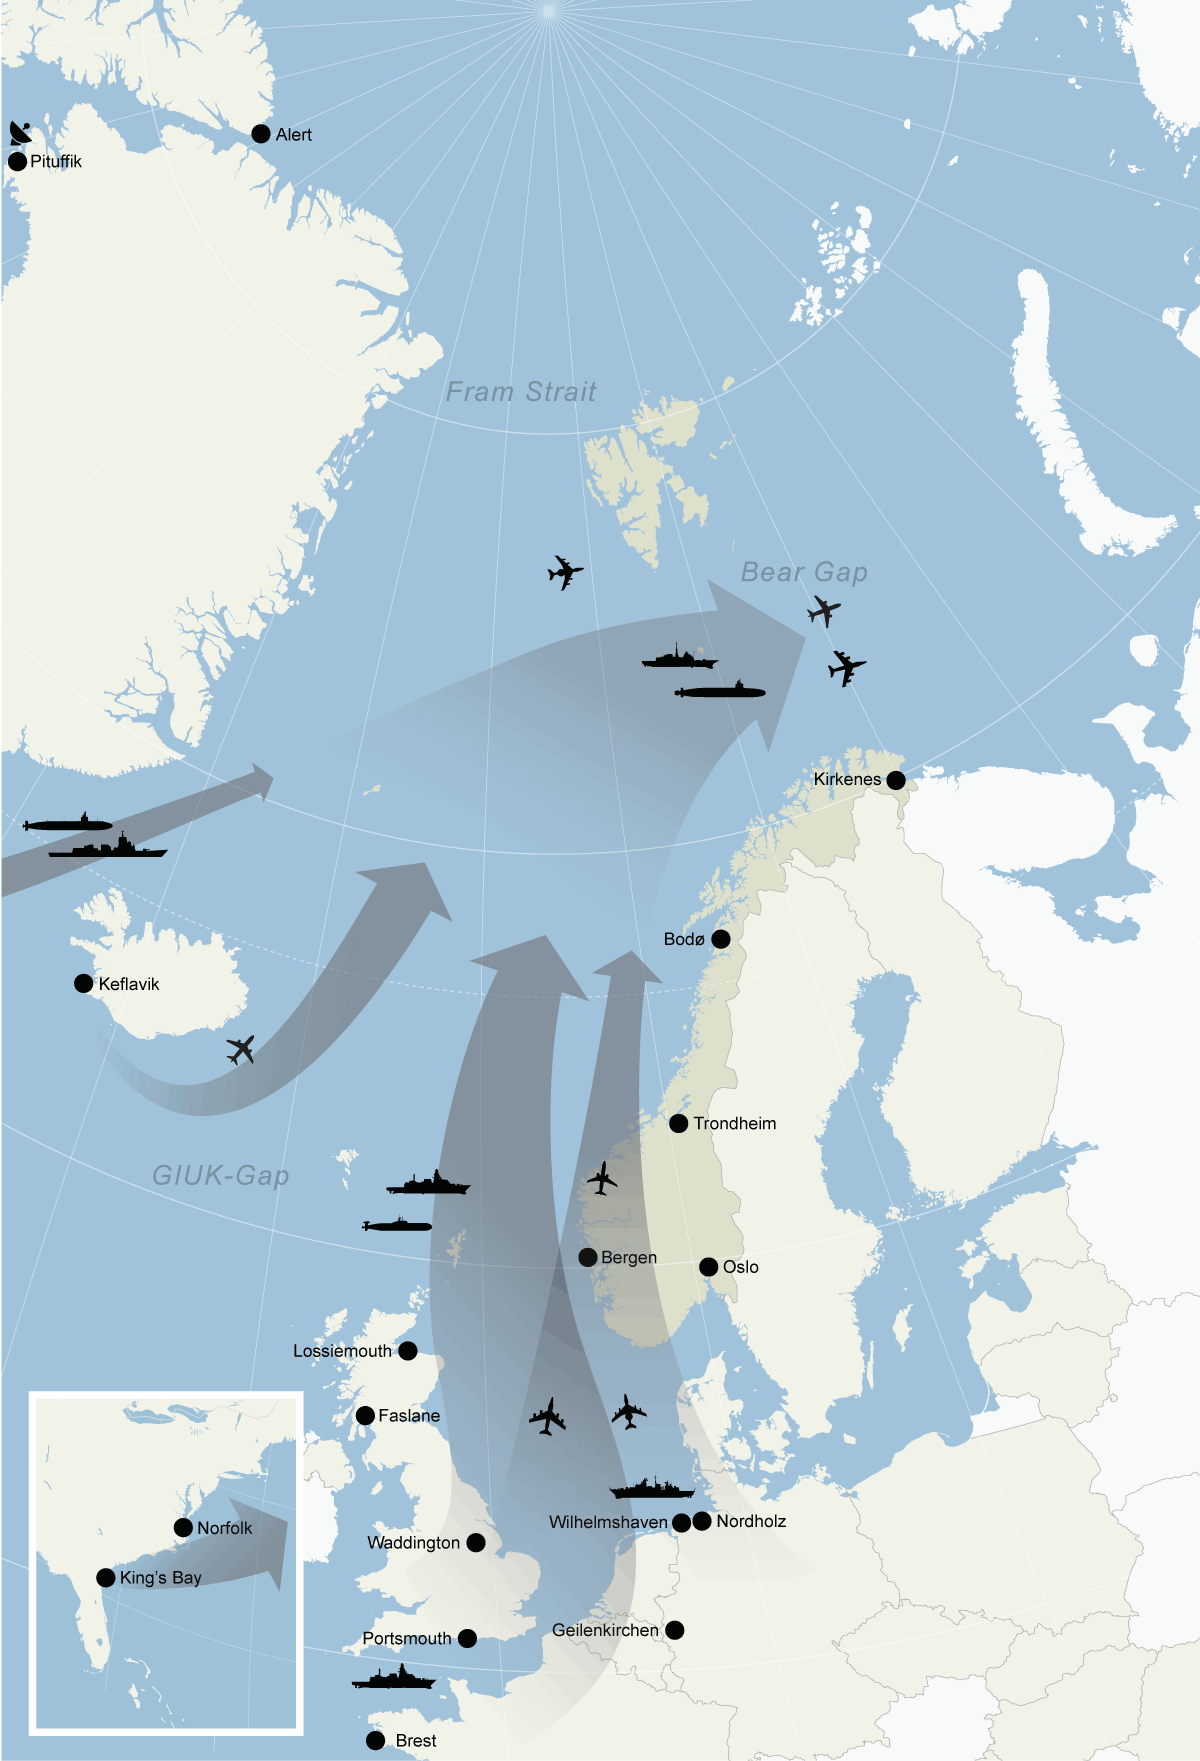 Alert
Pituffik
Fram Strait
Bear Gap
Kirkenes
Bodø
Keflavik
Trondheim
GIUK-Gap
Bergen
Oslo
Lossiemouth
Faslane
Norfolk
Wilhelmshaven
Nordholz
Waddington
King's Bay
Geilenkirchen
Portsmouth
Brest